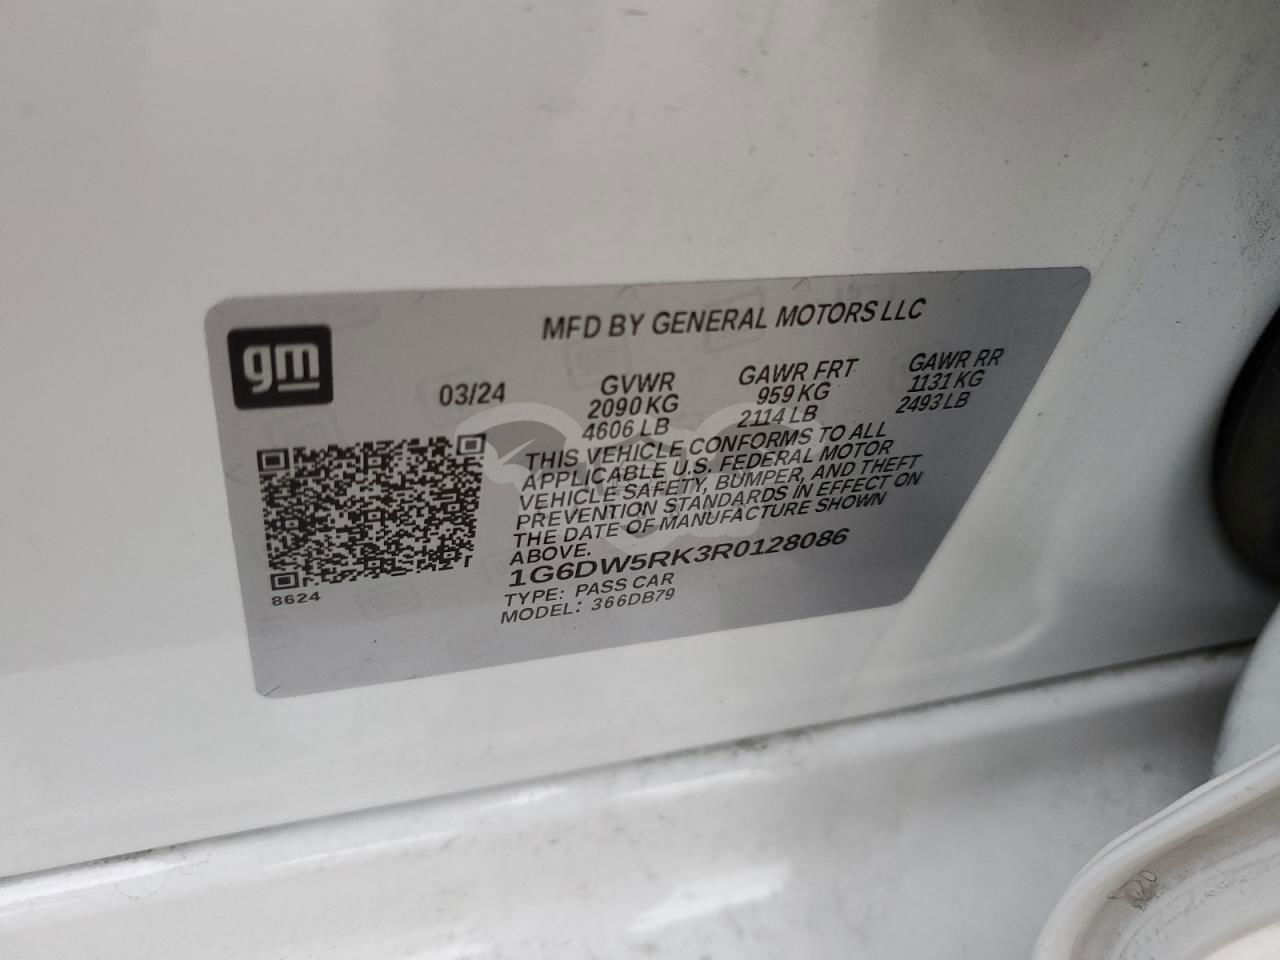 gm
MFD BY GENERAL MOTORS LLC
03/24 GVWR GAWR FRT GAWR RR
2090 KG 959 KG 1131 KG
4606 LB 2114 LB 2493 LB
THIS VEHICLE CONFORMS TO ALL
APPLICABLE U.S. FEDERAL MOTOR
VEHICLE SAFETY, BUMPER, AND THEFT
PREVENTION STANDARDS IN EFFECT ON
THE DATE OF MANUFACTURE SHOWN
ABOVE.
1G6DW5RK3R0128086
TYPE: PASS CAR
MODEL: 366DB79
8624